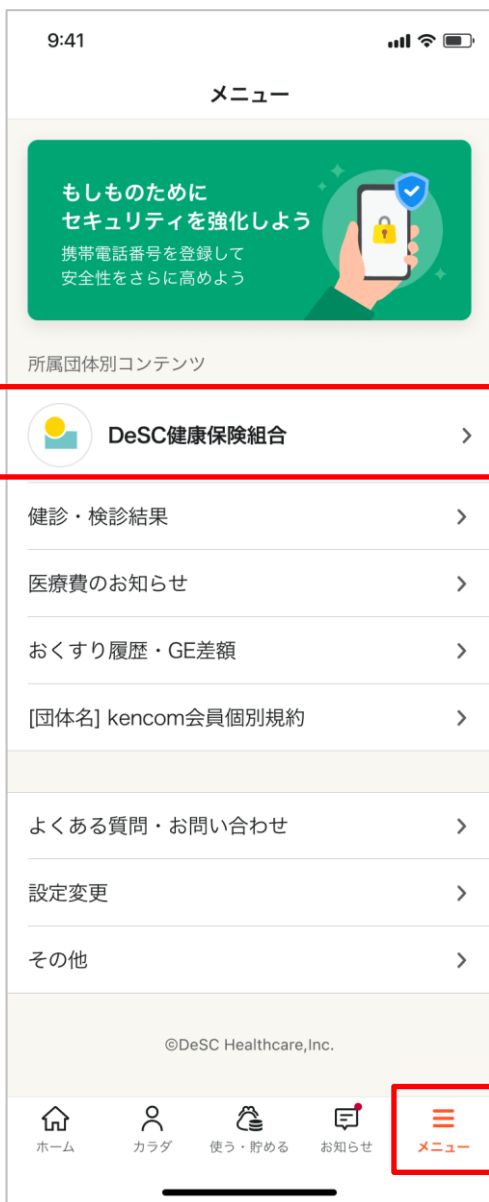 9:41
メニュー
もしものために
セキュリティを強化しよう
携帯電話番号を登録して
安全性をさらに高めよう
所属団体別コンテンツ
DeSC健康保険組合
健診・検診結果
医療費のお知らせ
おくすり履歴・GE差額
[団体名] kencom会員個別規約
よくある質問・お問い合わせ
設定変更
その他
©DeSC Healthcare,Inc.
ホーム カラダ 使う・貯める お知らせ メニュー